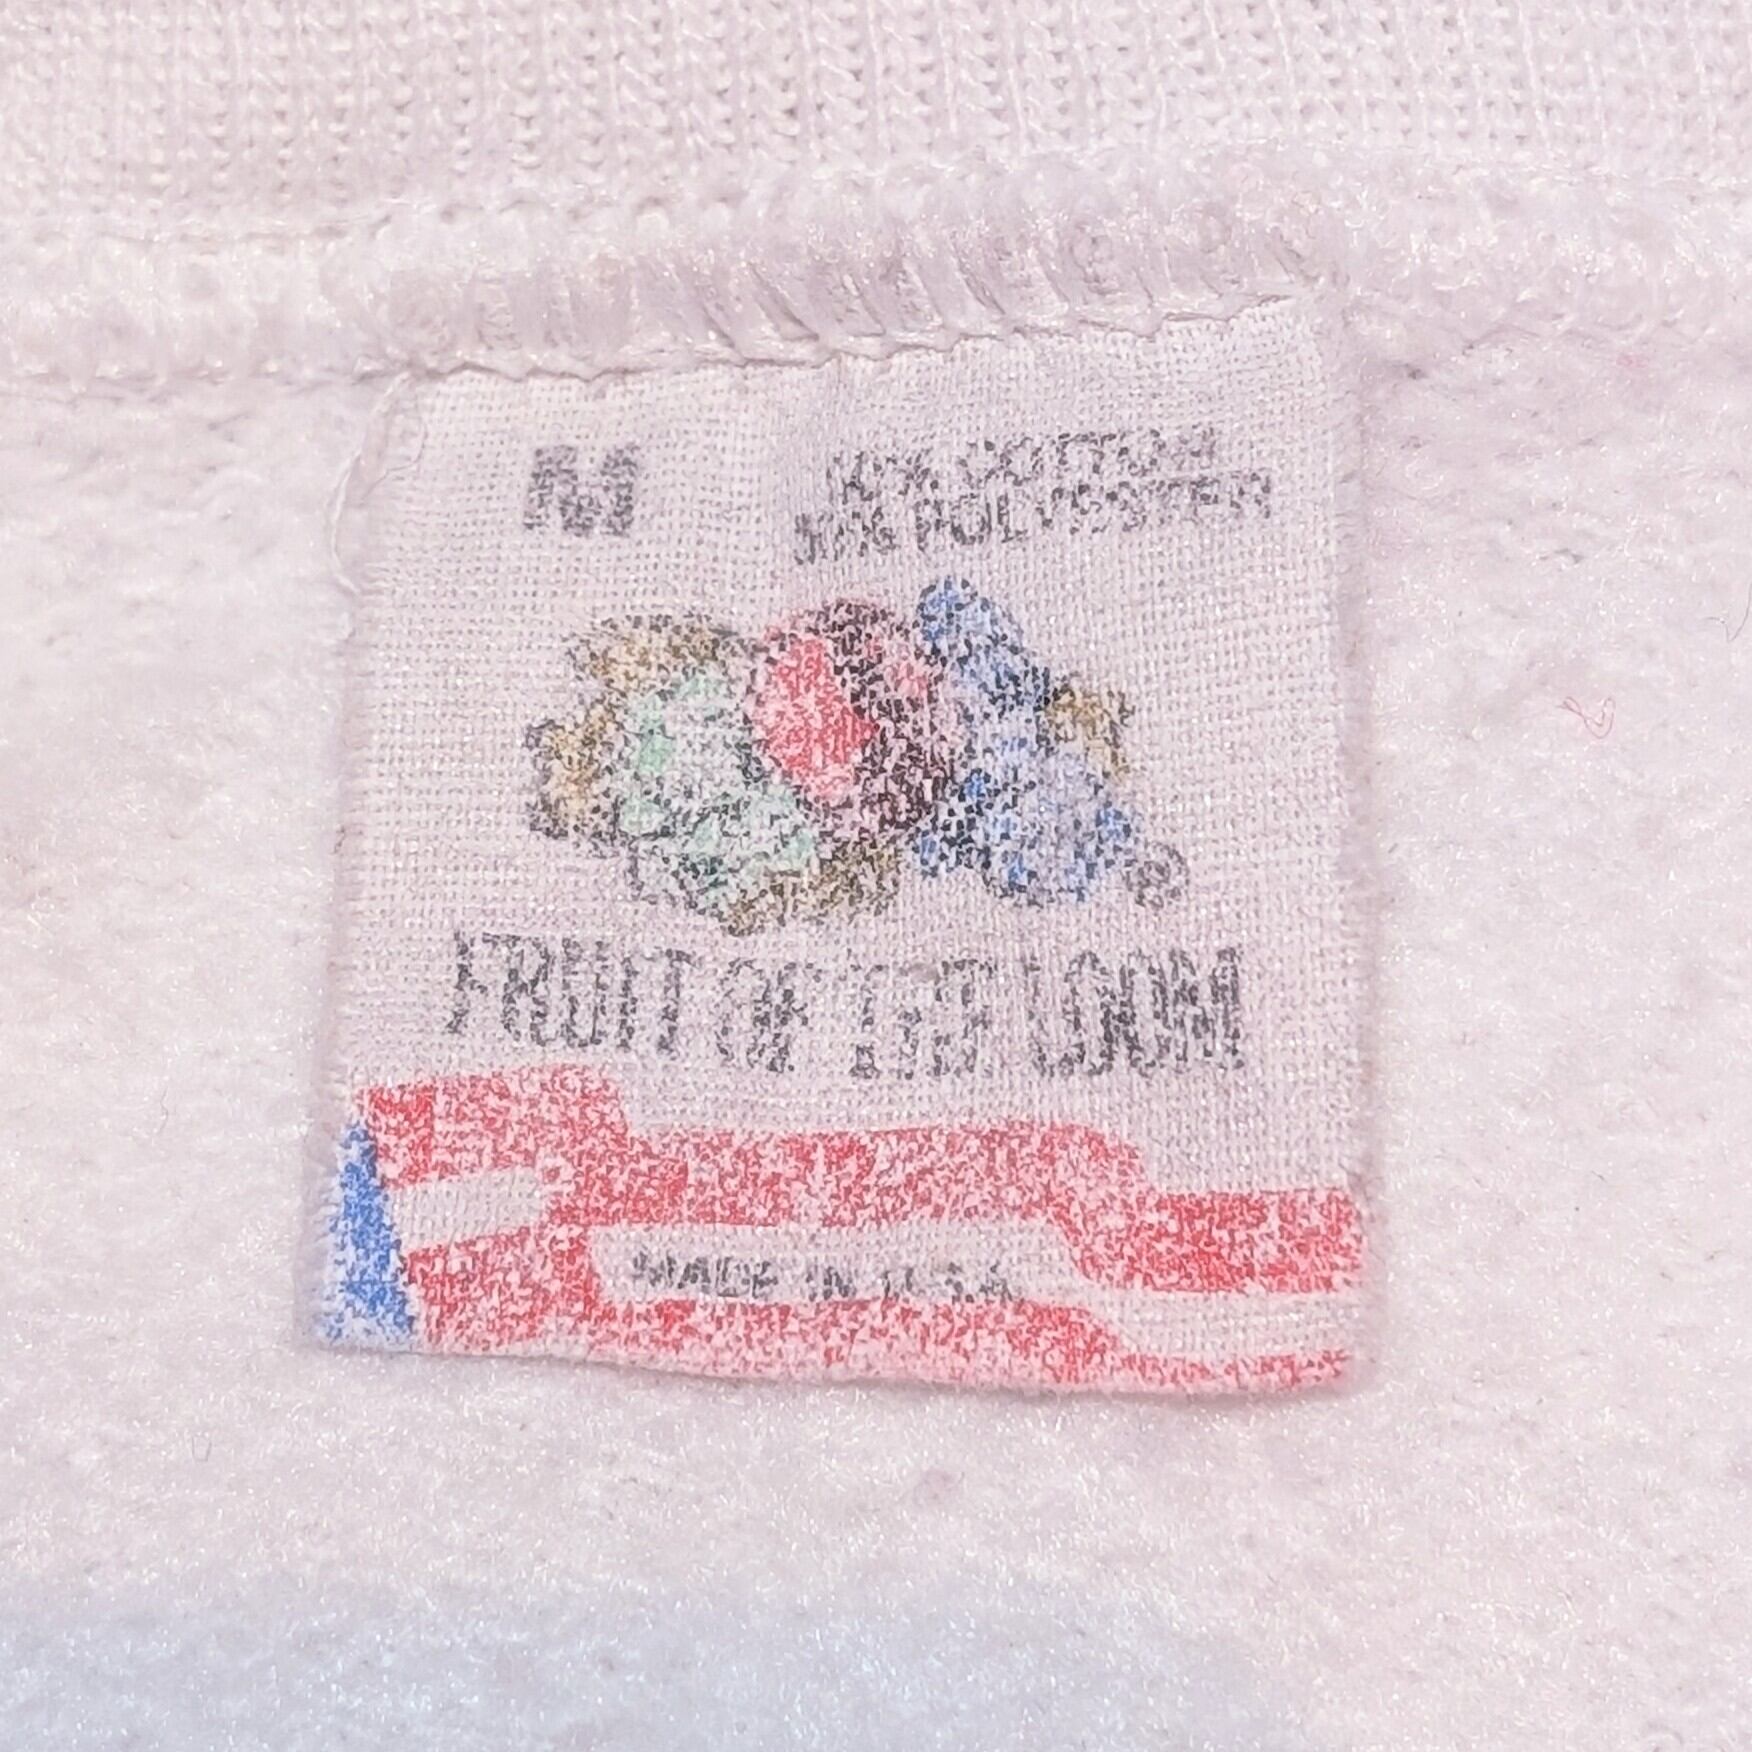 M
50% COTTON
50% POLYESTER
®
FRUIT OF THE LOOM
MADE IN U.S.A.